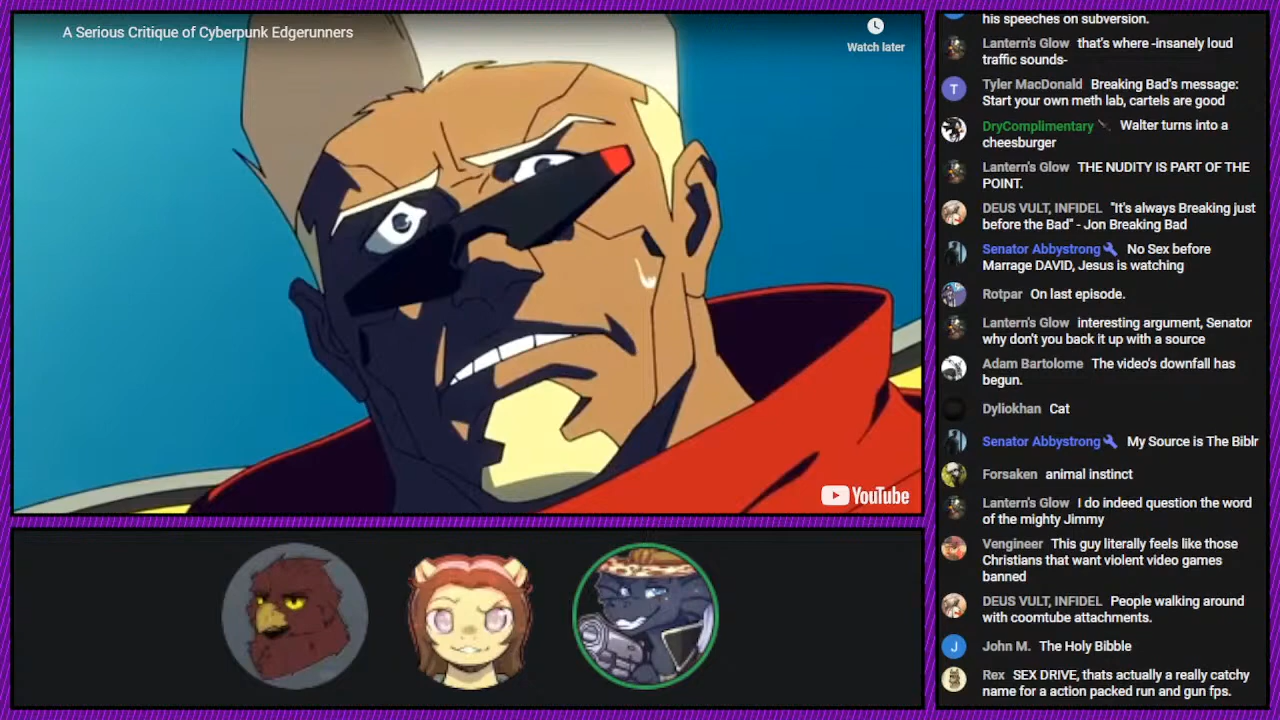 A Serious Critique of Cyberpunk Edgerunners
Watch later
YouTube
his speeches on subversion.
Lantern's Glow that's where -insanely loud
traffic sounds-
T
Tyler MacDonald Breaking Bad's message:
Start your own meth lab, cartels are good
DryComplimentary Walter turns into a
cheesburger
Lantern's Glow THE NUDITY IS PART OF THE
POINT.
DEUS VULT, INFIDEL "It's always Breaking just
before the Bad" - Jon Breaking Bad
Senator Abbystrong No Sex before
Marrage DAVID, Jesus is watching
Rotpar On last episode.
Lantern's Glow interesting argument, Senator
why don't you back it up with a source
Adam Bartolome The video's downfall has
begun.
Dyliokhan Cat
Senator Abbystrong My Source is The Biblr
Forsaken animal instinct
Lantern's Glow I do indeed question the word
of the mighty Jimmy
Vengineer This guy literally feels like those
Christians that want violent video games
banned
DEUS VULT, INFIDEL People walking around
with coomtube attachments.
J
John M. The Holy Bibble
Rex SEX DRIVE, thats actually a really catchy
name for a action packed run and gun fps.